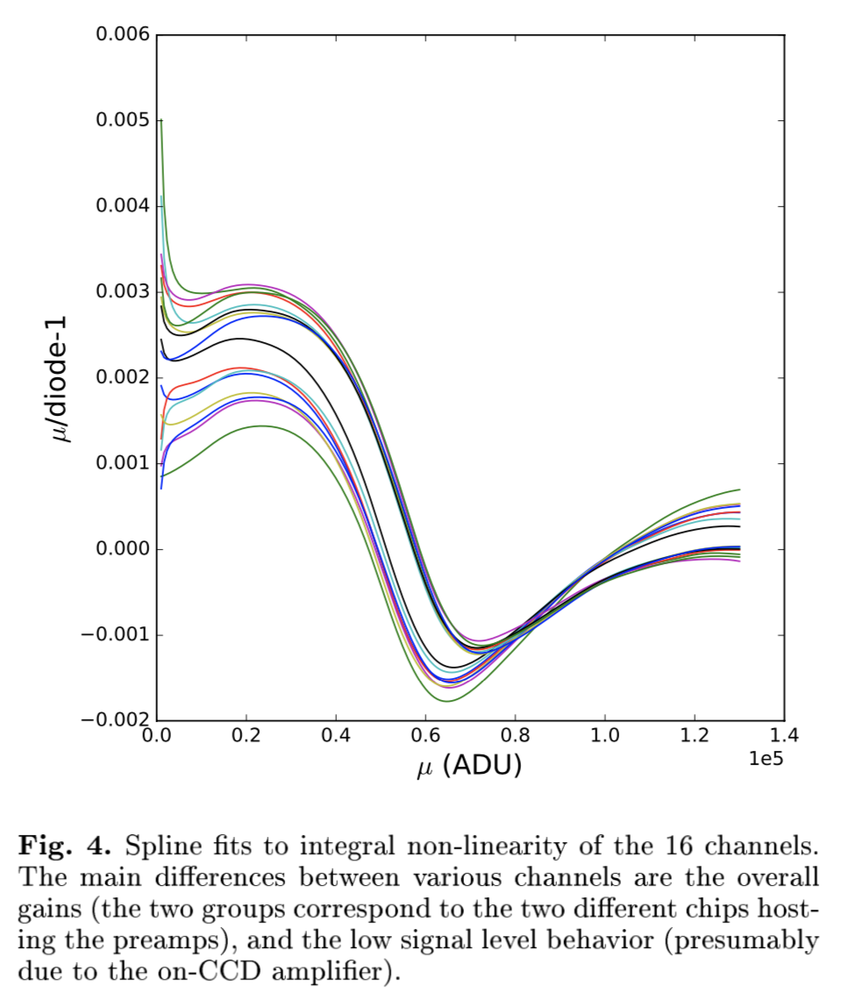 0.006
0.005
0.004
0.003
0.002
0.001
0.000
−0.001
−0.002
μ/diode-1
0.0 0.2 0.4 0.6 0.8 1.0 1.2 1.4
1e5
μ (ADU)
Fig. 4. Spline fits to integral non-linearity of the 16 channels.
The main differences between various channels are the overall
gains (the two groups correspond to the two different chips host-
ing the preamps), and the low signal level behavior (presumably
due to the on-CCD amplifier).